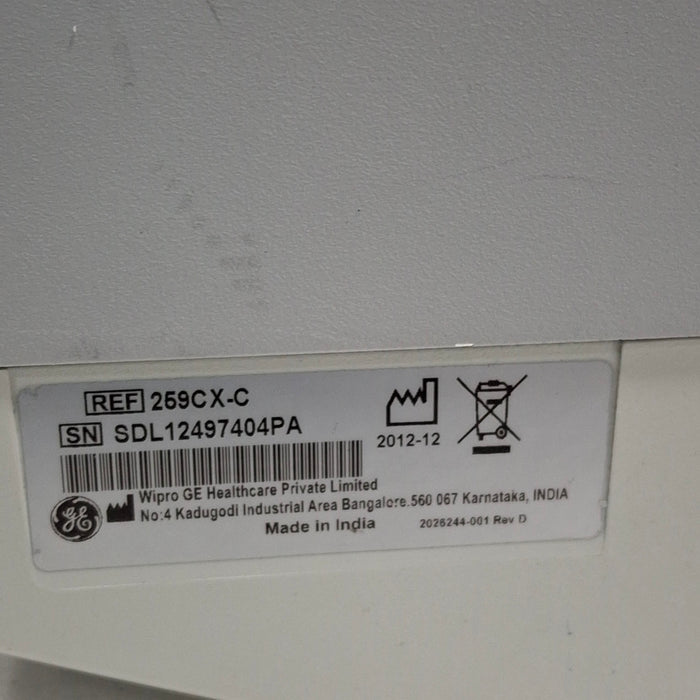 REF 259CX-C
SN SDL12497404PA
2012-12
Wipro GE Healthcare Private Limited
No:4 Kadugodi Industrial Area Bangalore.560 067 Karnataka, INDIA
GE
Made in India
2026244-001 Rev D